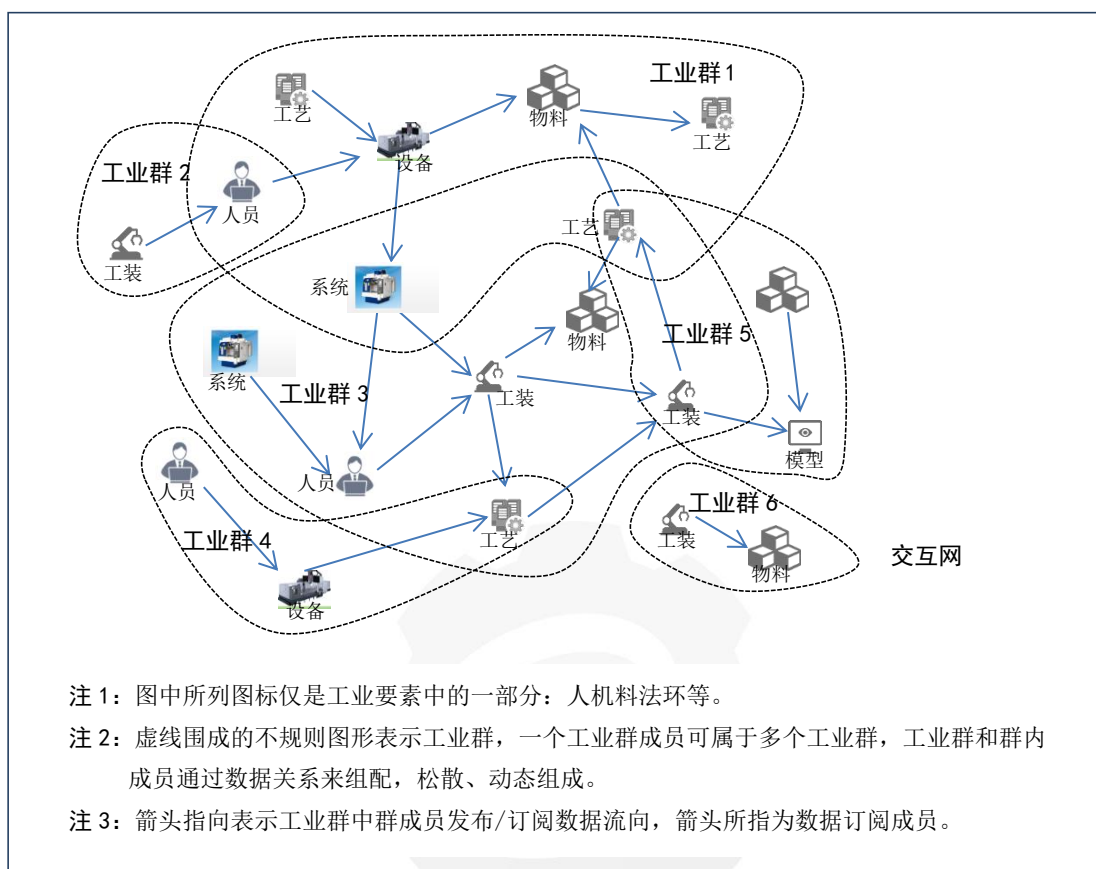 工业群 1
工艺
物料
工艺
设备
工业群 2
人员
工装
工艺
系统
物料
工业群 5
系统
工业群 3
工装
工装
模型
人员
人员
工业群 6
工艺
工装
工业群 4
物料
交互网
设备
注 1：图中所列图标仅是工业要素中的一部分：人机料法环等。
注 2：虚线围成的不规则图形表示工业群，一个工业群成员可属于多个工业群，工业群和群内
成员通过数据关系来组配，松散、动态组成。
注 3：箭头指向表示工业群中群成员发布/订阅数据流向，箭头所指为数据订阅成员。